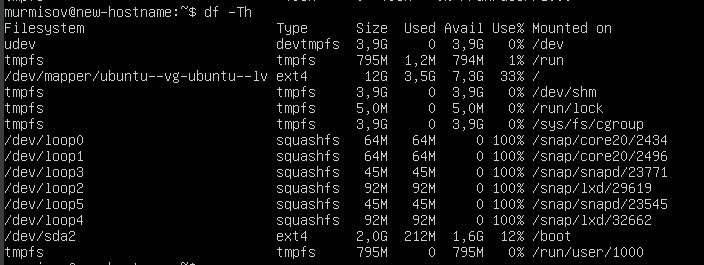 murmisov@new-hostname:~$ df -Th
Filesystem                        Type      Size  Used Avail Use% Mounted on
udev                              devtmpfs  3,9G     0  3,9G   0% /dev
tmpfs                             tmpfs     795M  1,2M  794M   1% /run
/dev/mapper/ubuntu--vg-ubuntu--lv ext4       12G  3,5G  7,3G  33% /
tmpfs                             tmpfs     3,9G     0  3,9G   0% /dev/shm
tmpfs                             tmpfs     5,0M     0  5,0M   0% /run/lock
tmpfs                             tmpfs     3,9G     0  3,9G   0% /sys/fs/cgroup
/dev/loop0                        squashfs   64M   64M     0 100% /snap/core20/2434
/dev/loop1                        squashfs   64M   64M     0 100% /snap/core20/2496
/dev/loop3                        squashfs   45M   45M     0 100% /snap/snapd/23771
/dev/loop2                        squashfs   92M   92M     0 100% /snap/lxd/29619
/dev/loop5                        squashfs   45M   45M     0 100% /snap/snapd/23545
/dev/loop4                        squashfs   92M   92M     0 100% /snap/lxd/32662
/dev/sda2                         ext4      2,0G  212M  1,6G  12% /boot
tmpfs                             tmpfs     795M     0  795M   0% /run/user/1000